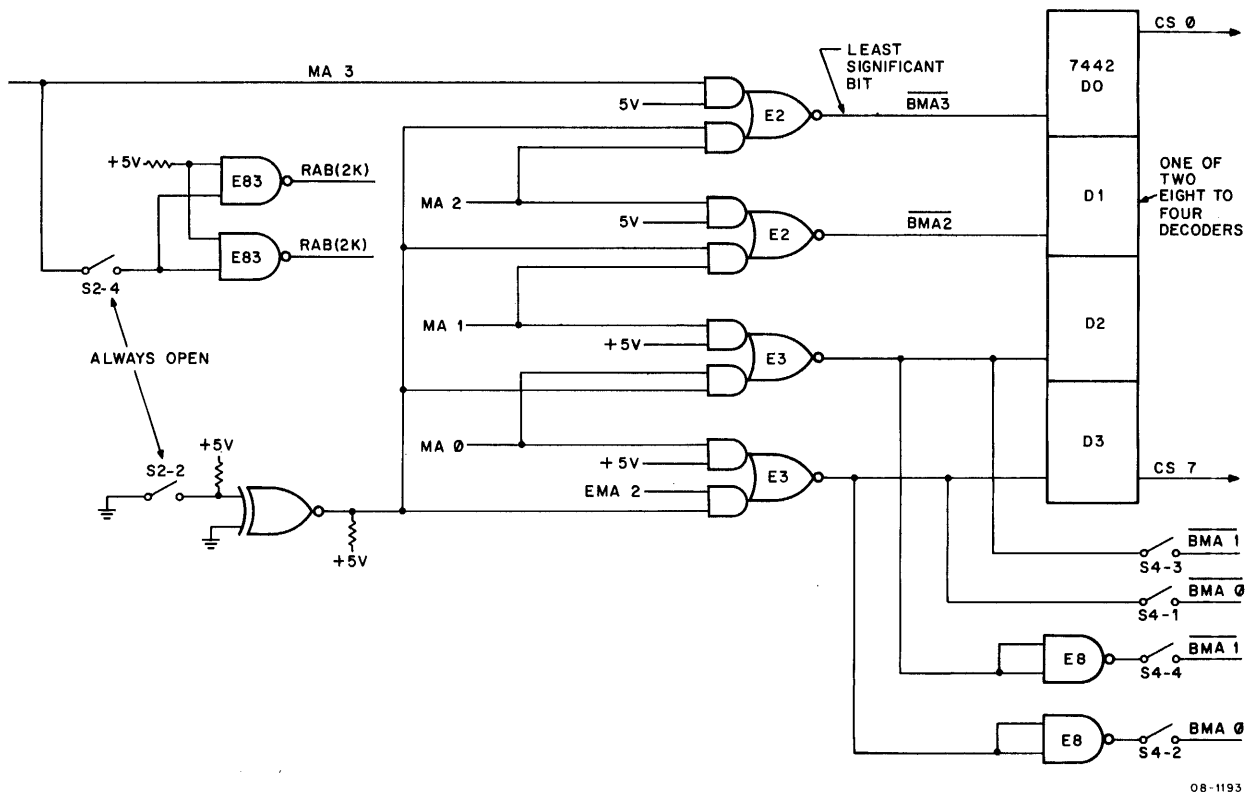 CS Ø
LEAST
SIGNIFICANT
BIT
7442
D0
MA 3
5V
E2
BMA3
+5V
E83
RAB(2K)
ONE OF
TWO
EIGHT TO
FOUR
DECODERS
D1
MA 2
5V
E2
BMA2
E83
RAB(2K)
S2-4
MA 1
D2
ALWAYS OPEN
+5V
E3
MA Ø
D3
+5V
S2-2
+5V
E3
CS 7
EMA 2
+5V
BMA 1
S4-3
BMA Ø
S4-1
E8
BMA 1
S4-4
E8
BMA Ø
S4-2
08-1193